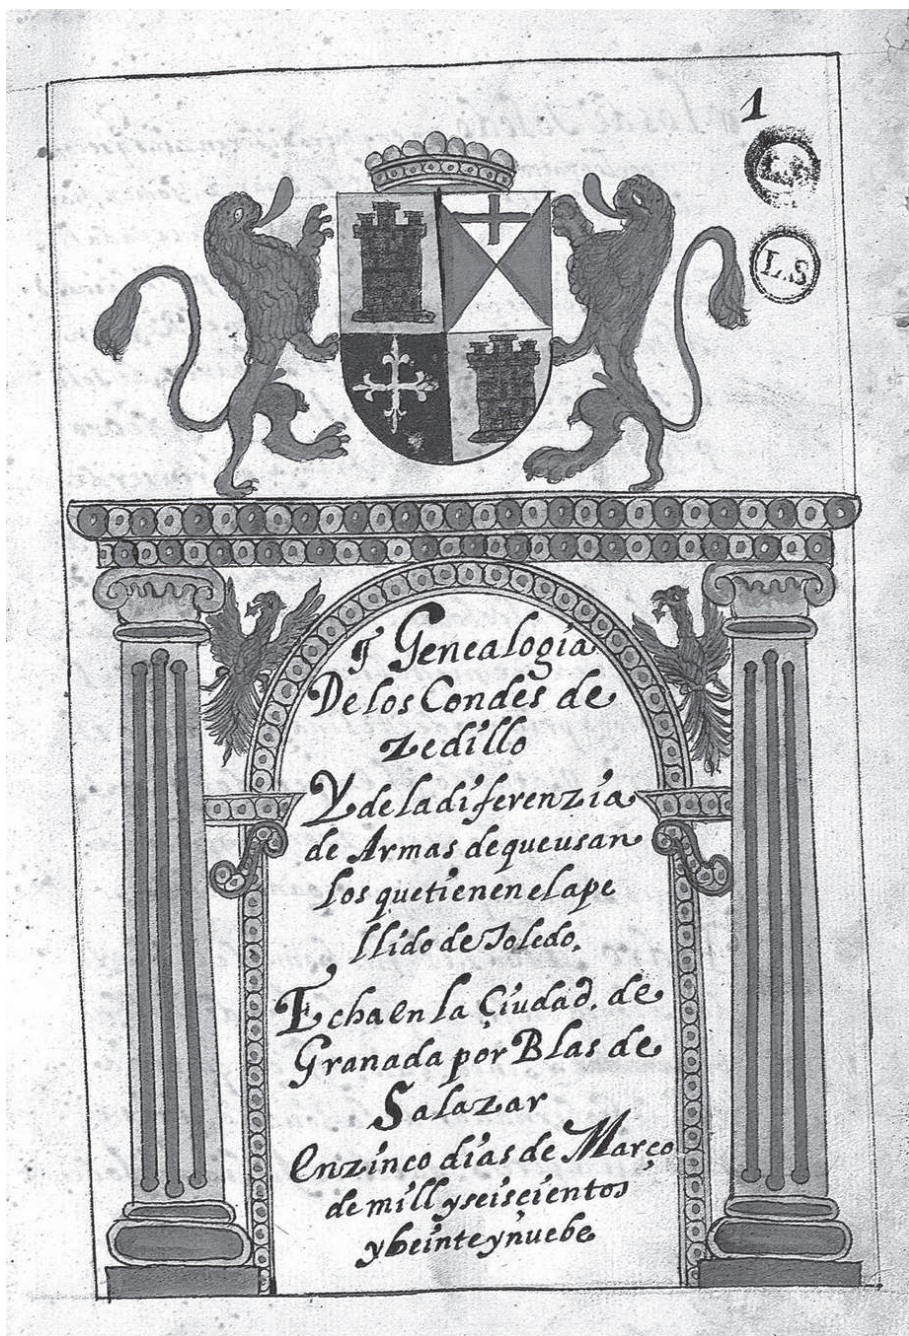 1
L.S
Genealogia
De los Condes de
zedillo
Y de la diferenzia
de Armas de que usan
los que tienen el ape
llido de Toledo.
Echa en la Çiudad. de
Granada por Blas de
Salazar
en zinco dias de Março
de mill y seisçientos
y beinte y nuebe